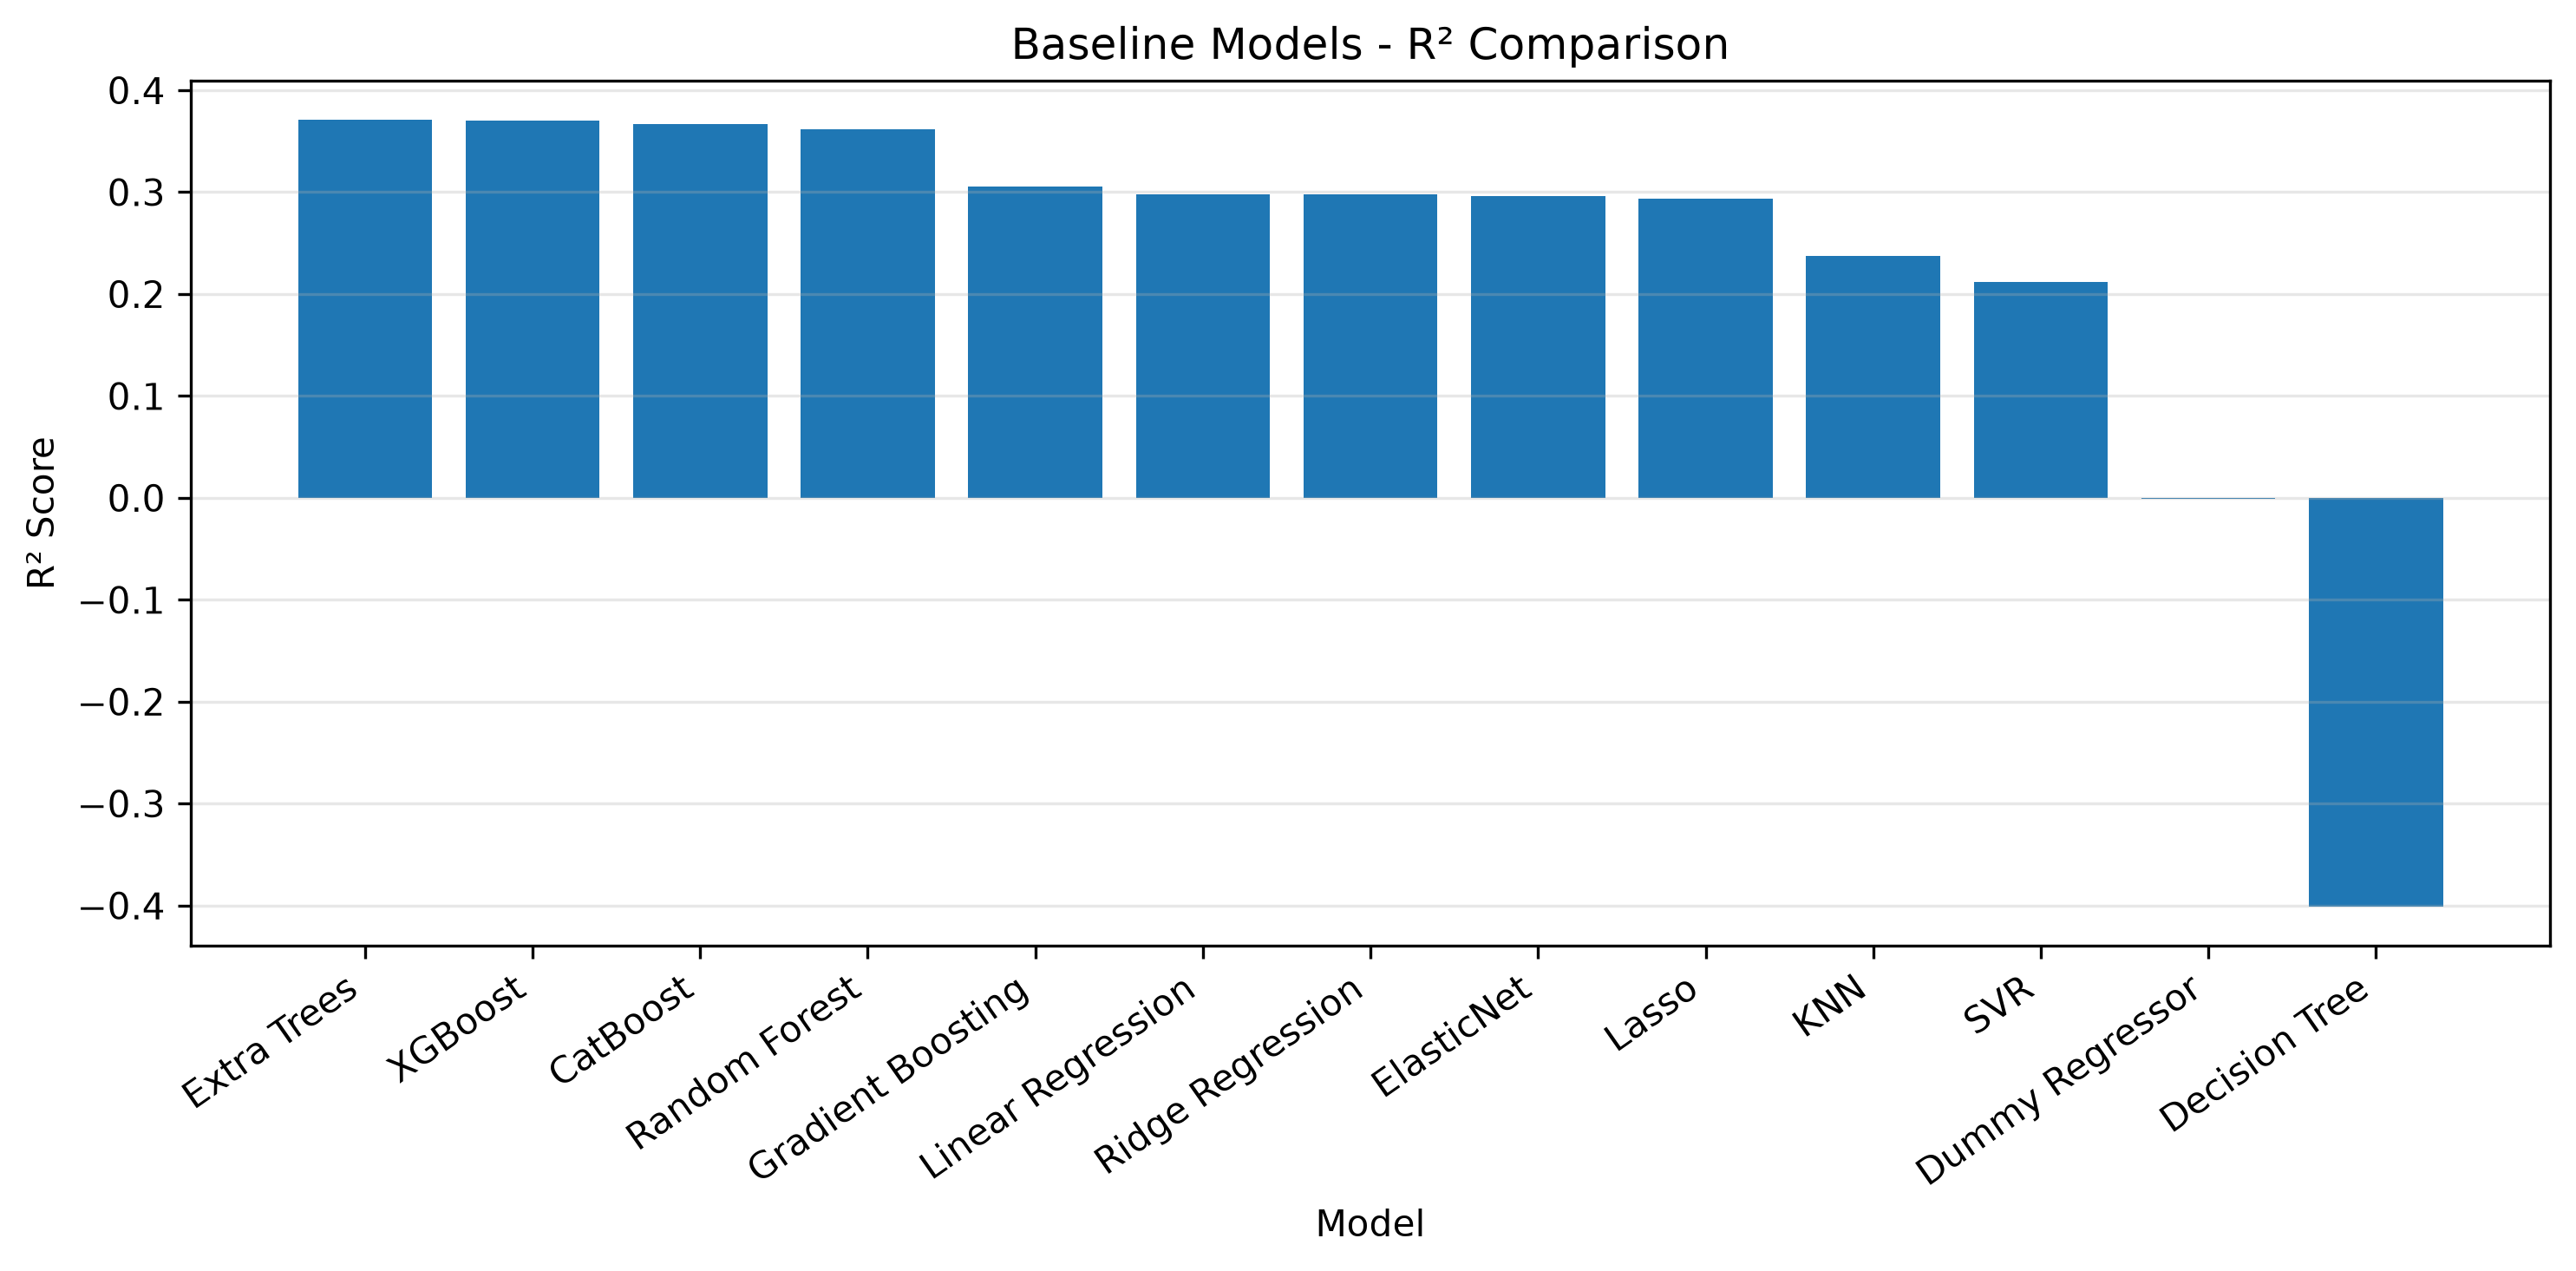 Baseline Models - R² Comparison
R² Score
0.4
0.3
0.2
0.1
0.0
−0.1
−0.2
−0.3
−0.4
Extra Trees
XGBoost
CatBoost
Random Forest
Gradient Boosting
Linear Regression
Ridge Regression
ElasticNet
Lasso
KNN
SVR
Dummy Regressor
Decision Tree
Model